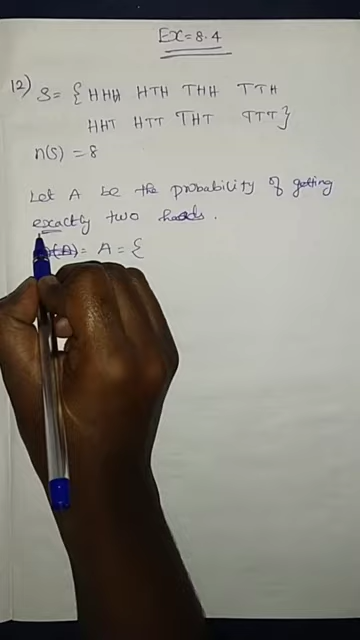 Ex = 8.4
12) S = { HHH HTH THH TTH
HHT HTT THT TTT }
n(S) = 8
Let A be the probability of getting
exactly two heads.
n(A) = A = {